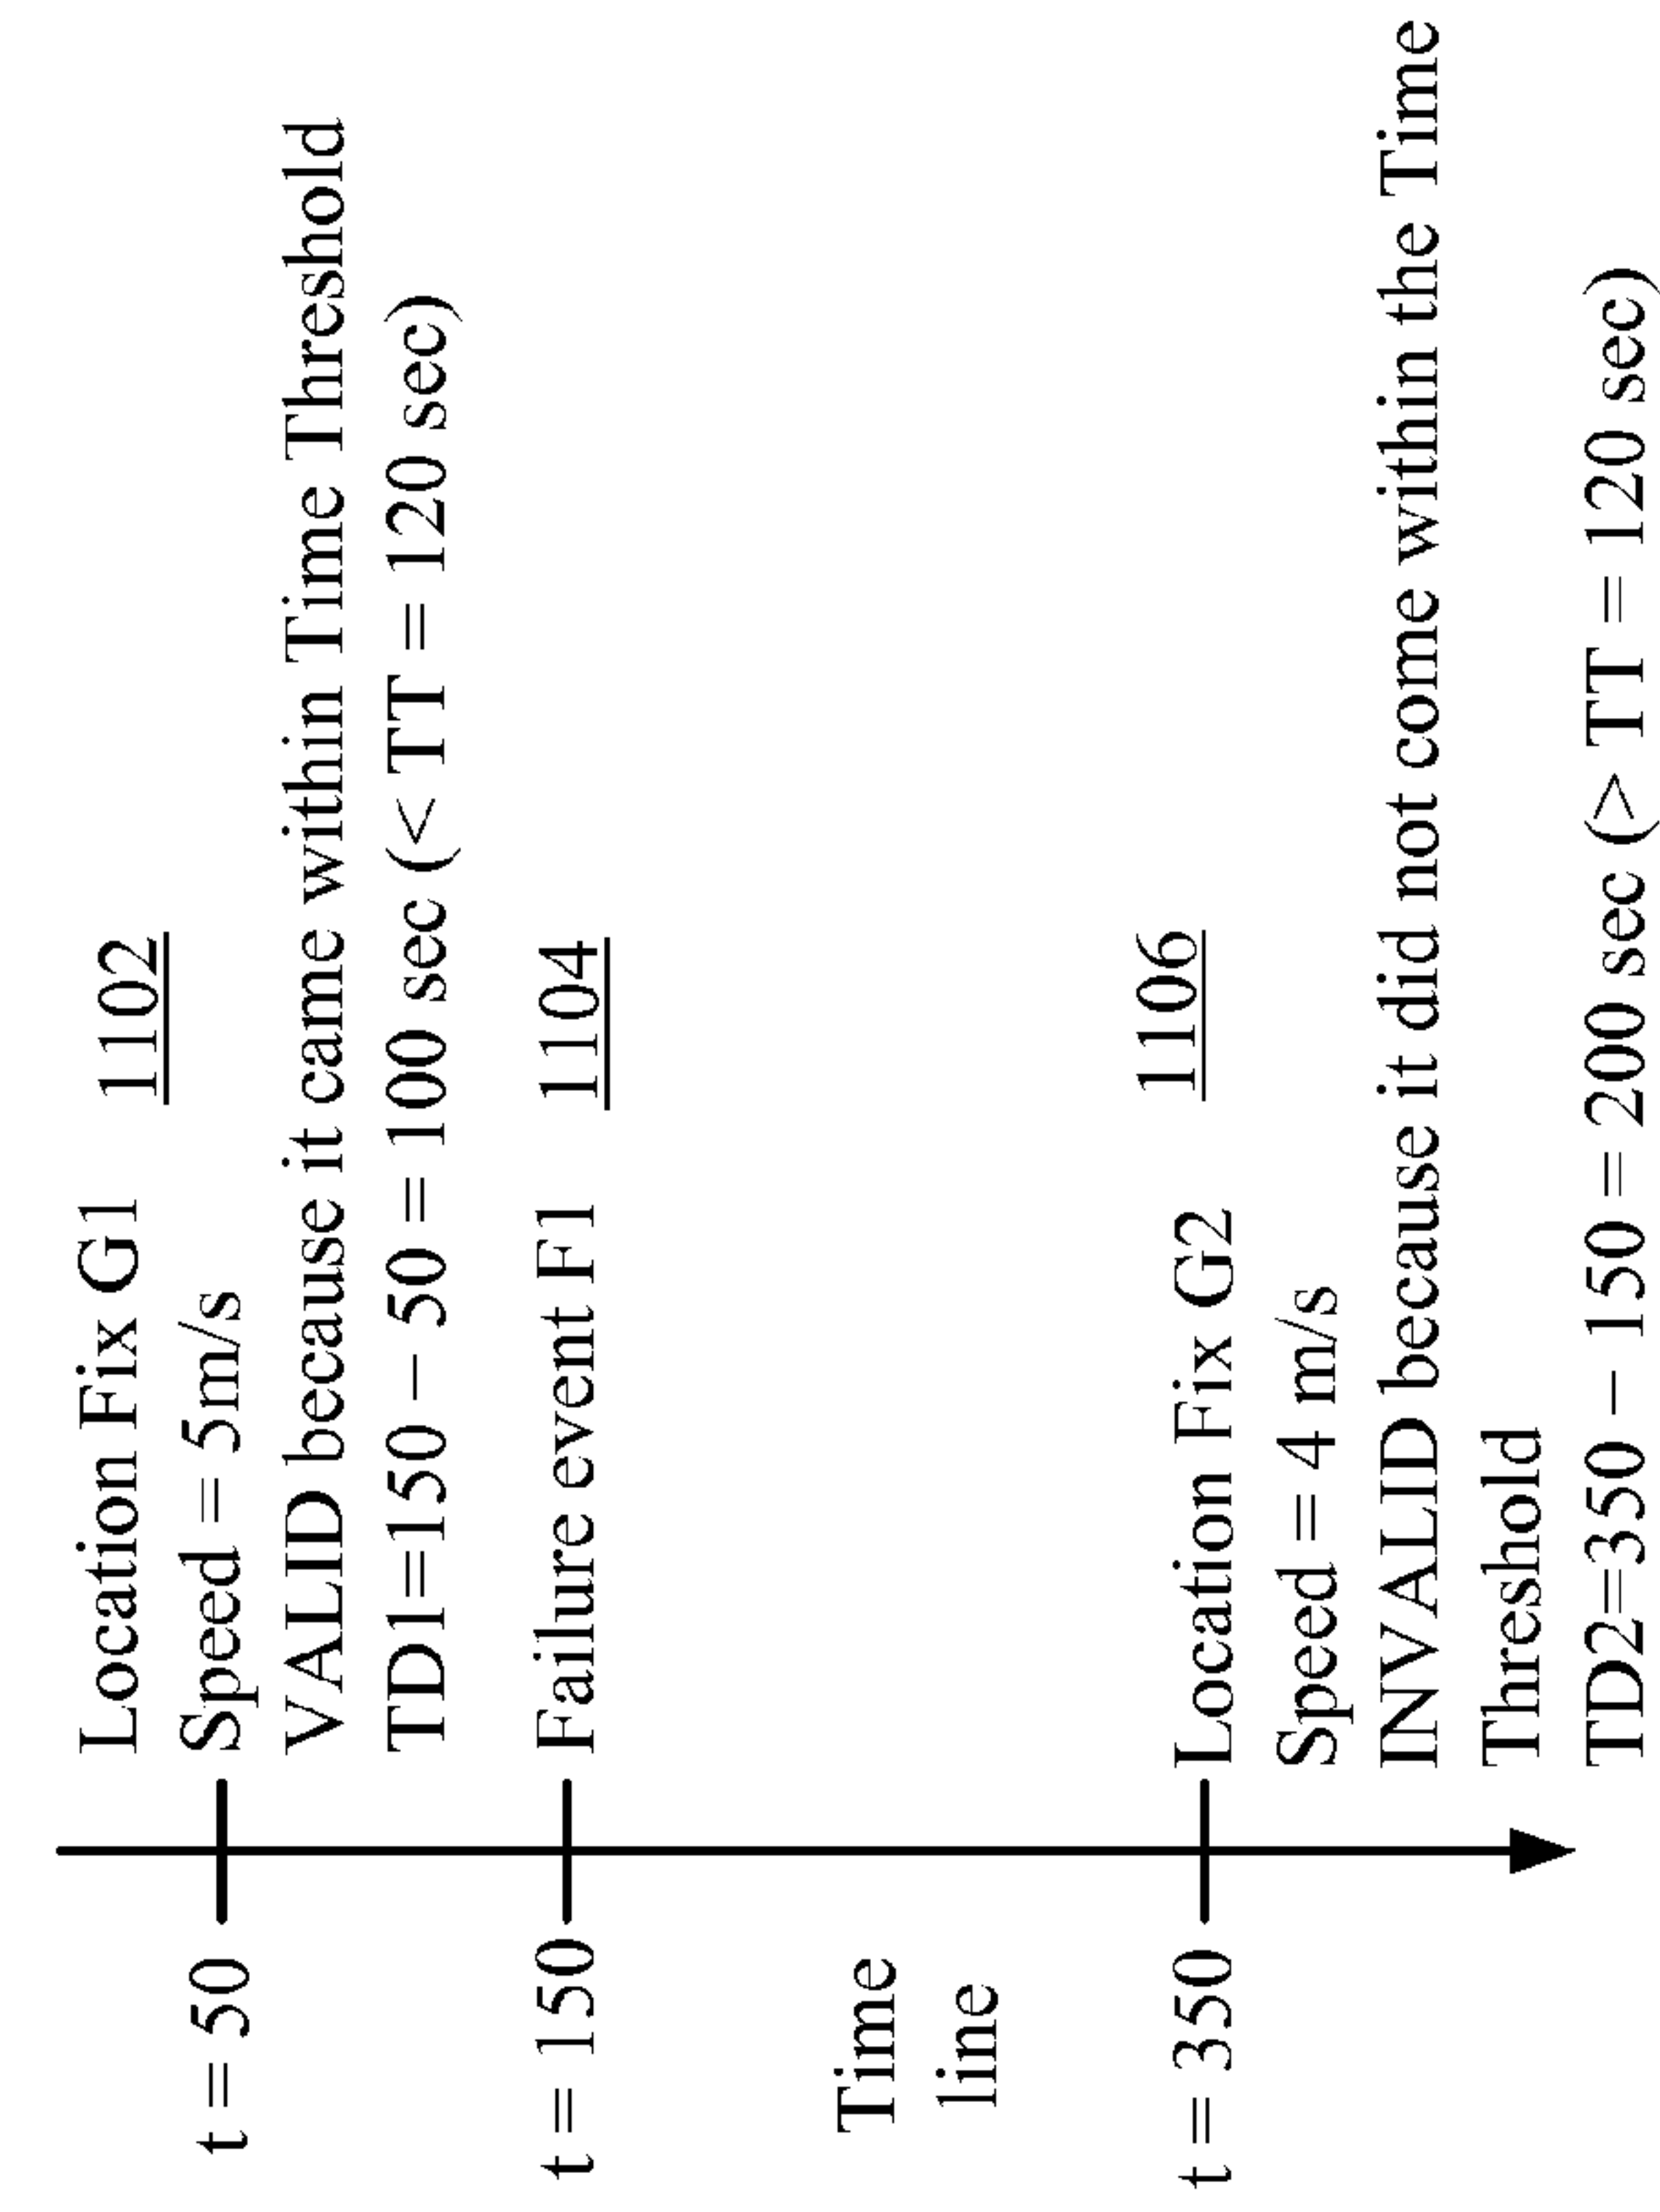 Location Fix G1 1102
t = 50
Speed = 5m/s
VALID because it came within Time Threshold
TD1=150 – 50 = 100 sec (< TT = 120 sec)
t = 150
Failure event F1 1104
Time
line
t = 350
Location Fix G2 1106
Speed = 4 m/s
INVALID because it did not come within the Time
Threshold
TD2=350 – 150 = 200 sec (> TT = 120 sec)